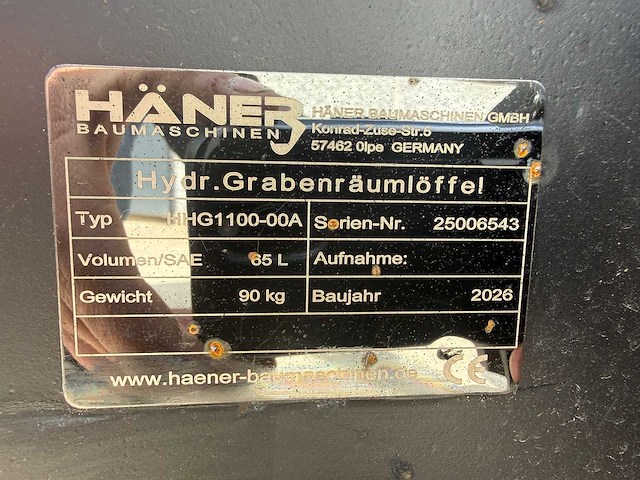 HÄNER
BAUMASCHINEN
HÄNER BAUMASCHINEN GMBH
Konrad-Zuse-Str.5
57462 Olpe GERMANY
Hydr.Grabenräumlöffel
Typ HHG1100-00A Serien-Nr. 25006543
Volumen/SAE 65 L Aufnahme:
Gewicht 90 kg Baujahr 2026
www.haener-baumaschinen.de CE